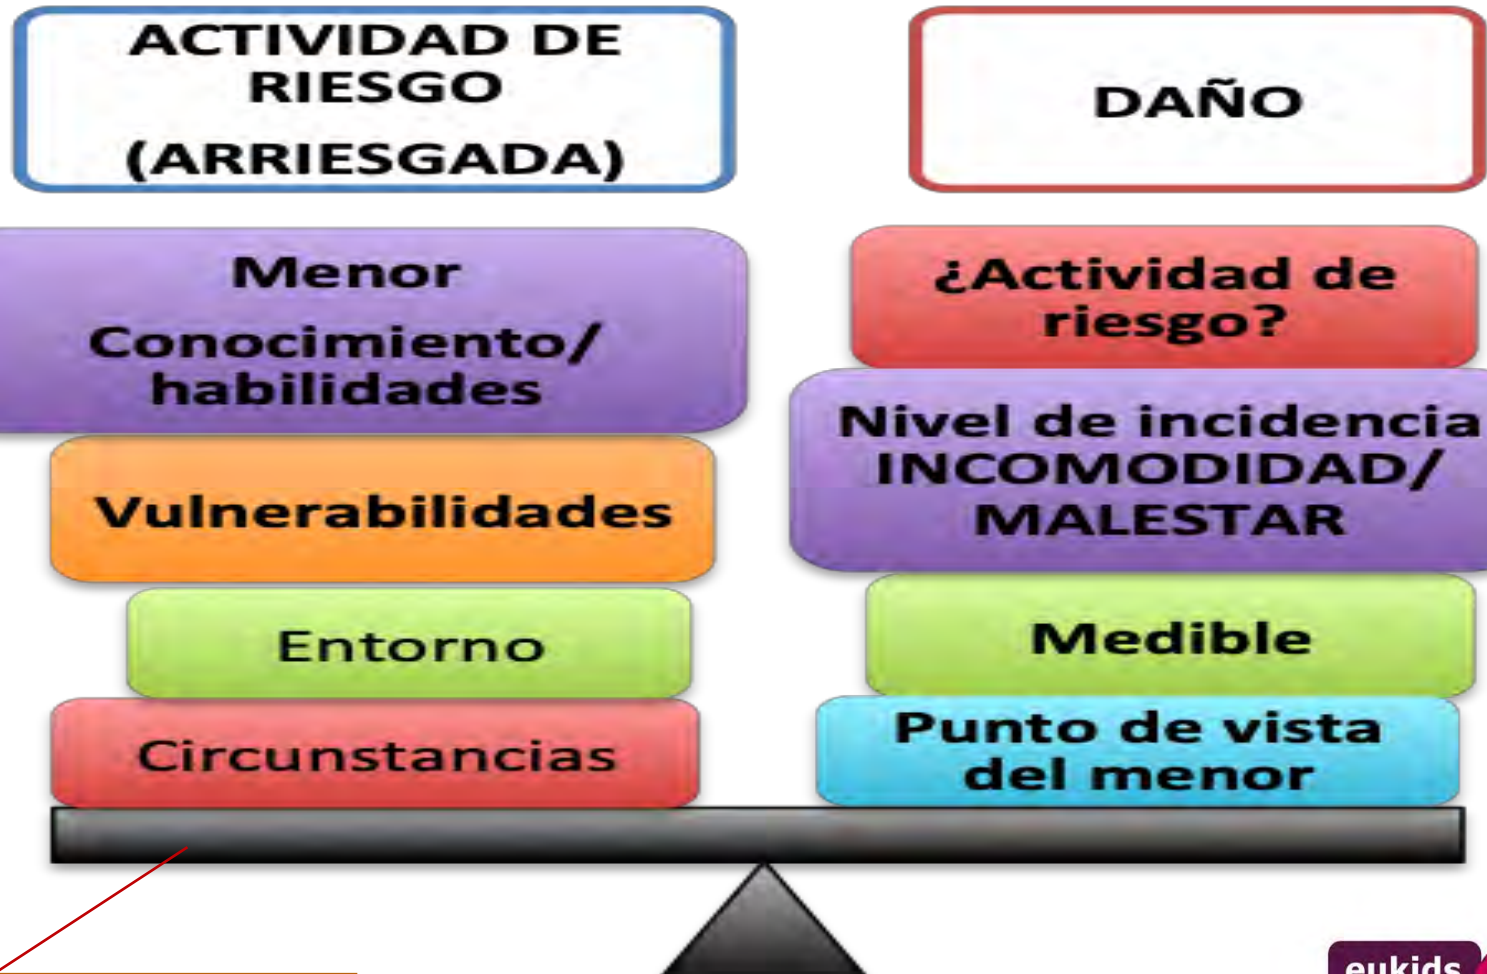 ACTIVIDAD DE
RIESGO
(ARRIESGADA)
Menor
Conocimiento/
habilidades
Vulnerabilidades
Entorno
Circunstancias
DAÑO
¿Actividad de
riesgo?
Nivel de incidencia
INCOMODIDAD/
MALESTAR
Medible
Punto de vista
del menor
eukids